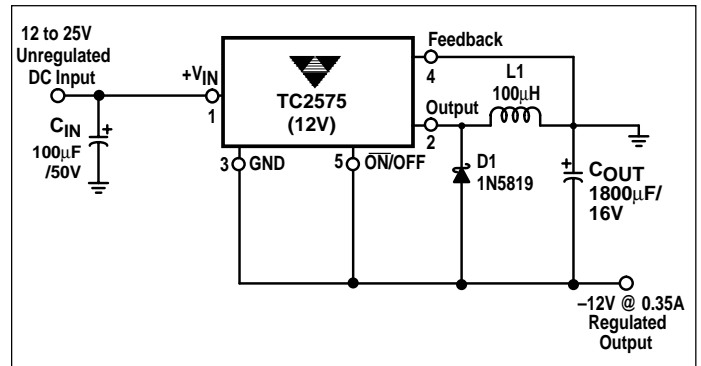 12 to 25V
Unregulated
DC Input
+VIN
1
CIN
100µF
/50V
TC2575
(12V)
3
GND
5
ON/OFF
Feedback
4
Output
2
L1
100µH
D1
1N5819
COUT
1800µF/
16V
–12V @ 0.35A
Regulated
Output